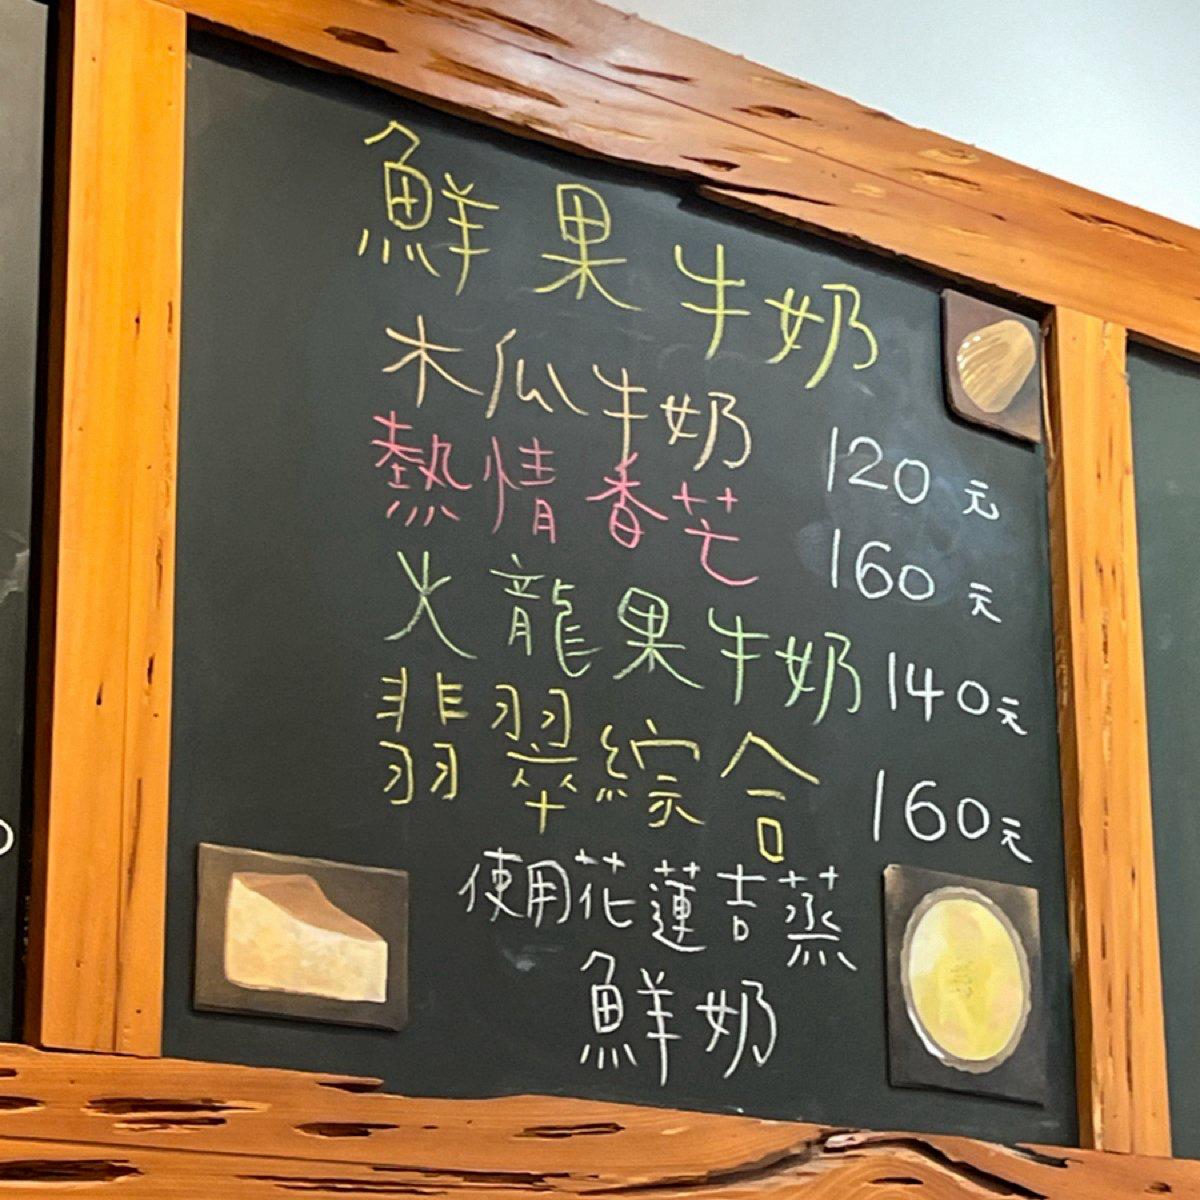 鮮果牛奶
木瓜牛奶 120元
熱情香芒 160元
火龍果牛奶 140元
翡翠綜合 160元
使用花蓮吉蒸
鮮奶